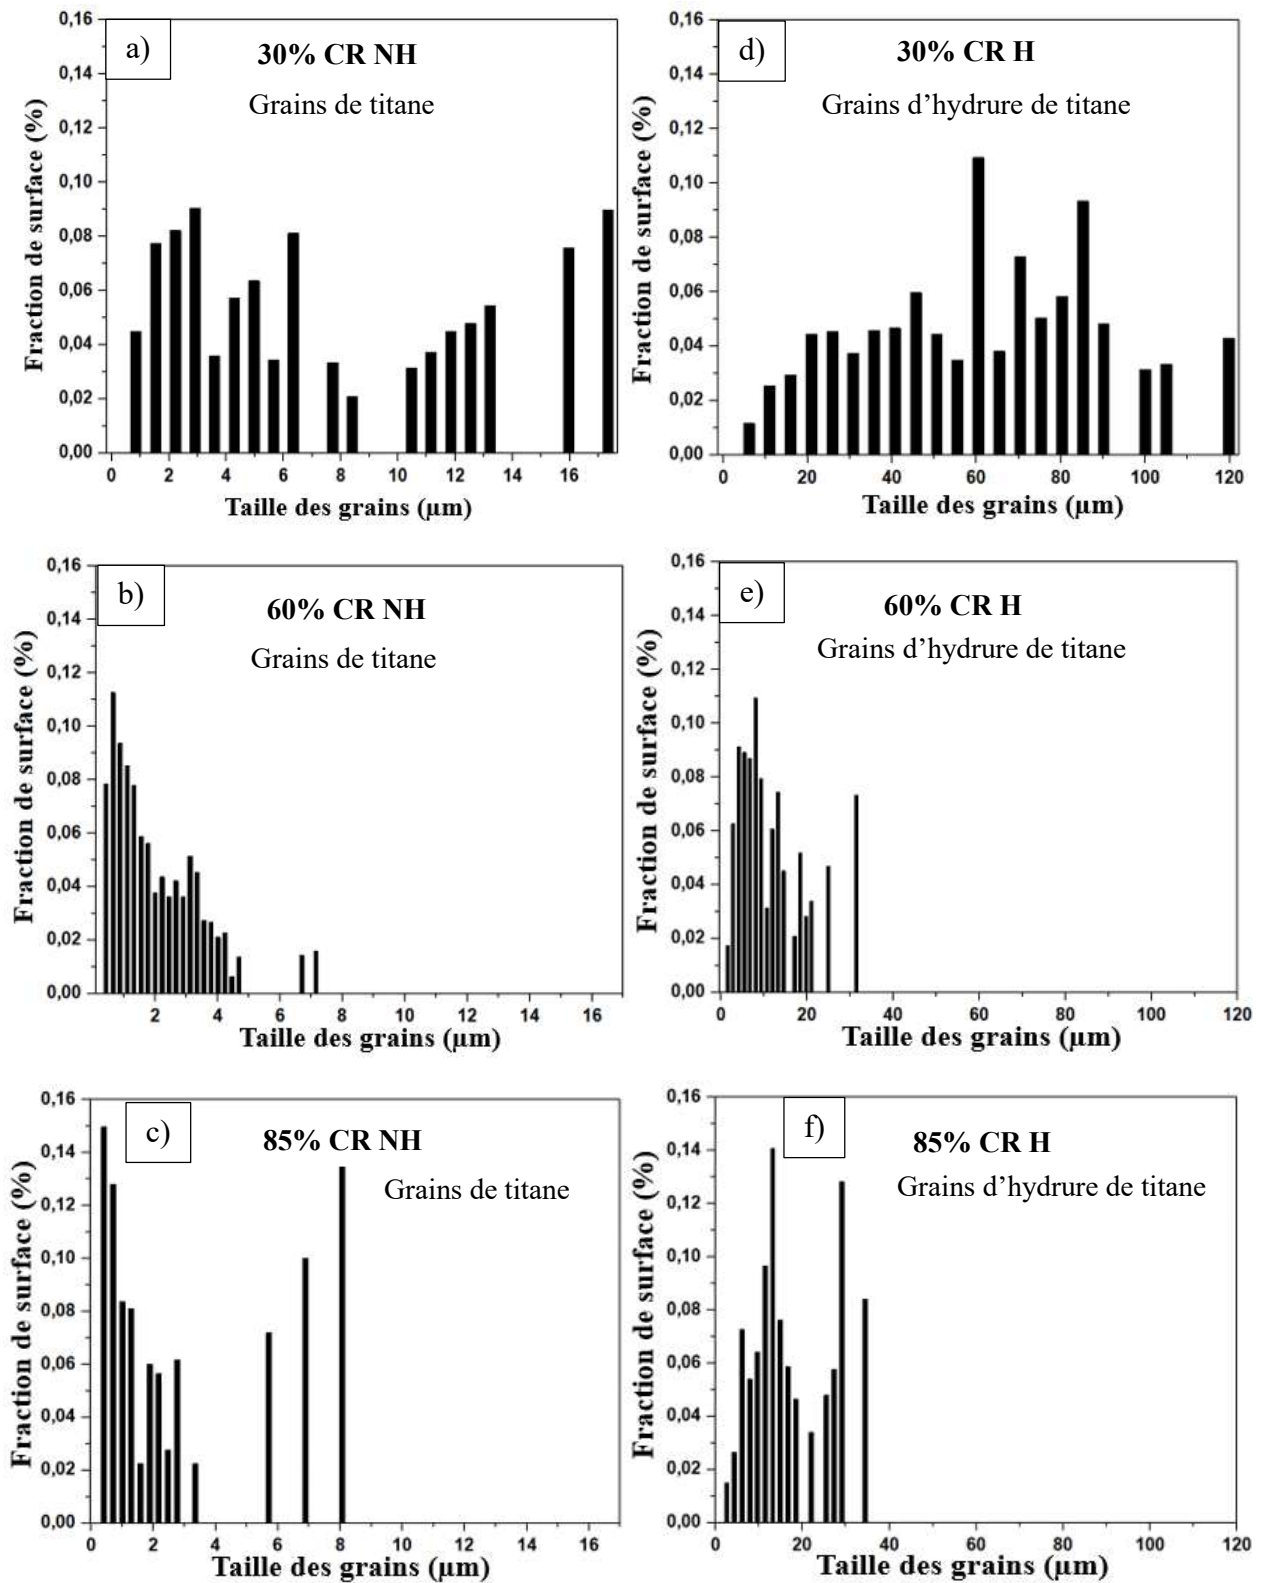 a)
30% CR NH
Grains de titane
Fraction de surface (%)
0,16
0,14
0,12
0,10
0,08
0,06
0,04
0,02
0,00
0 2 4 6 8 10 12 14 16
Taille des grains (µm)
d)
30% CR H
Grains d’hydrure de titane
Fraction de surface (%)
0,16
0,14
0,12
0,10
0,08
0,06
0,04
0,02
0,00
0 20 40 60 80 100 120
Taille des grains (µm)
b)
60% CR NH
Grains de titane
Fraction de surface (%)
0,16
0,14
0,12
0,10
0,08
0,06
0,04
0,02
0,00
2 4 6 8 10 12 14 16
Taille des grains (µm)
e)
60% CR H
Grains d’hydrure de titane
Fraction de surface (%)
0,16
0,14
0,12
0,10
0,08
0,06
0,04
0,02
0,00
0 20 40 60 80 100 120
Taille des grains (µm)
c)
85% CR NH
Grains de titane
Fraction de surface (%)
0,16
0,14
0,12
0,10
0,08
0,06
0,04
0,02
0,00
0 2 4 6 8 10 12 14 16
Taille des grains (µm)
f)
85% CR H
Grains d’hydrure de titane
Fraction de surface (%)
0,16
0,14
0,12
0,10
0,08
0,06
0,04
0,02
0,00
0 20 40 60 80 100 120
Taille des grains (µm)